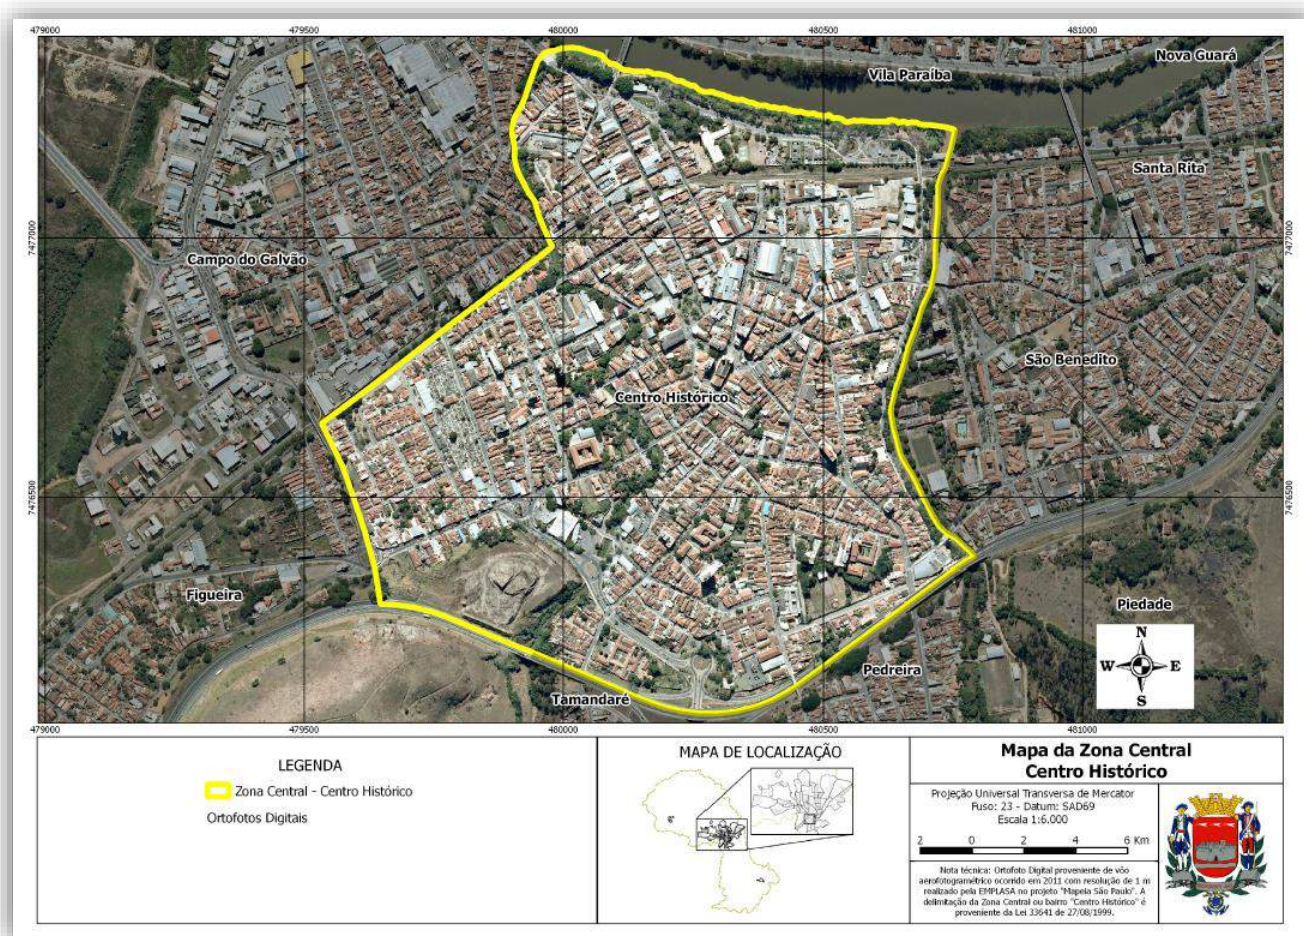 479000 479500 480000 480500 481000
Nova Guará
Vila Paraíba
Santa Rita
7477000 7477000
Campo do Galvão
São Benedito
Centro Histórico
7476500 7476500
Figueira
Piedade
N
W E
S
Pedreira
Tamandaré
479000 479500 480000 480500 481000
LEGENDA
Zona Central - Centro Histórico
Ortofotos Digitais
MAPA DE LOCALIZAÇÃO
Mapa da Zona Central
Centro Histórico
Projeção Universal Transversa de Mercator
Fuso: 23 - Datum: SAD69
Escala 1:6.000
2 0 2 4 6 Km
Nota técnica: Ortofoto Digital proveniente de vôo
aerofotogramétrico ocorrido em 2011 com resolução de 1 m
realizado pela EMPLASA no projeto "Mapeia São Paulo". A
delimitação da Zona Central ou bairro "Centro Histórico" é
proveniente da Lei 33641 de 27/08/1999.